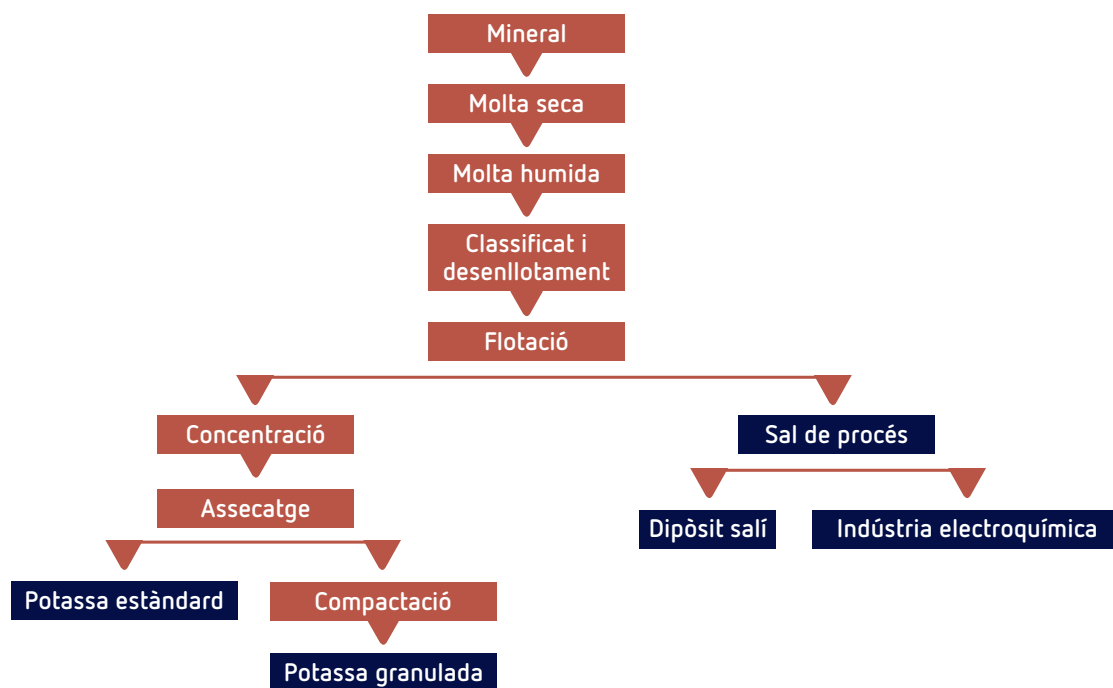 Mineral
Molta seca
Molta humida
Classificat i
desenllotament
Flotació
Concentració
Sal de procés
Assecatge
Dipòsit salí
Indústria electroquímica
Potassa estàndard
Compactació
Potassa granulada